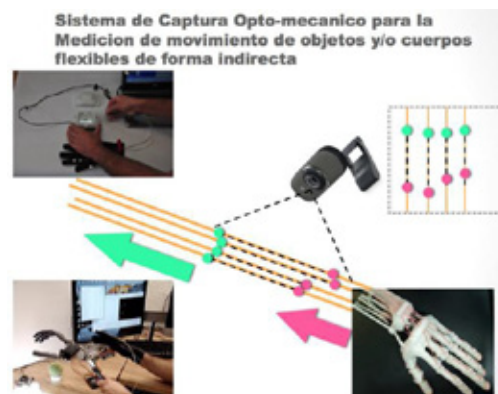 Sistema de Captura Opto-mecanico para la
Medicion de movimiento de objetos y/o cuerpos
flexibles de forma indirecta